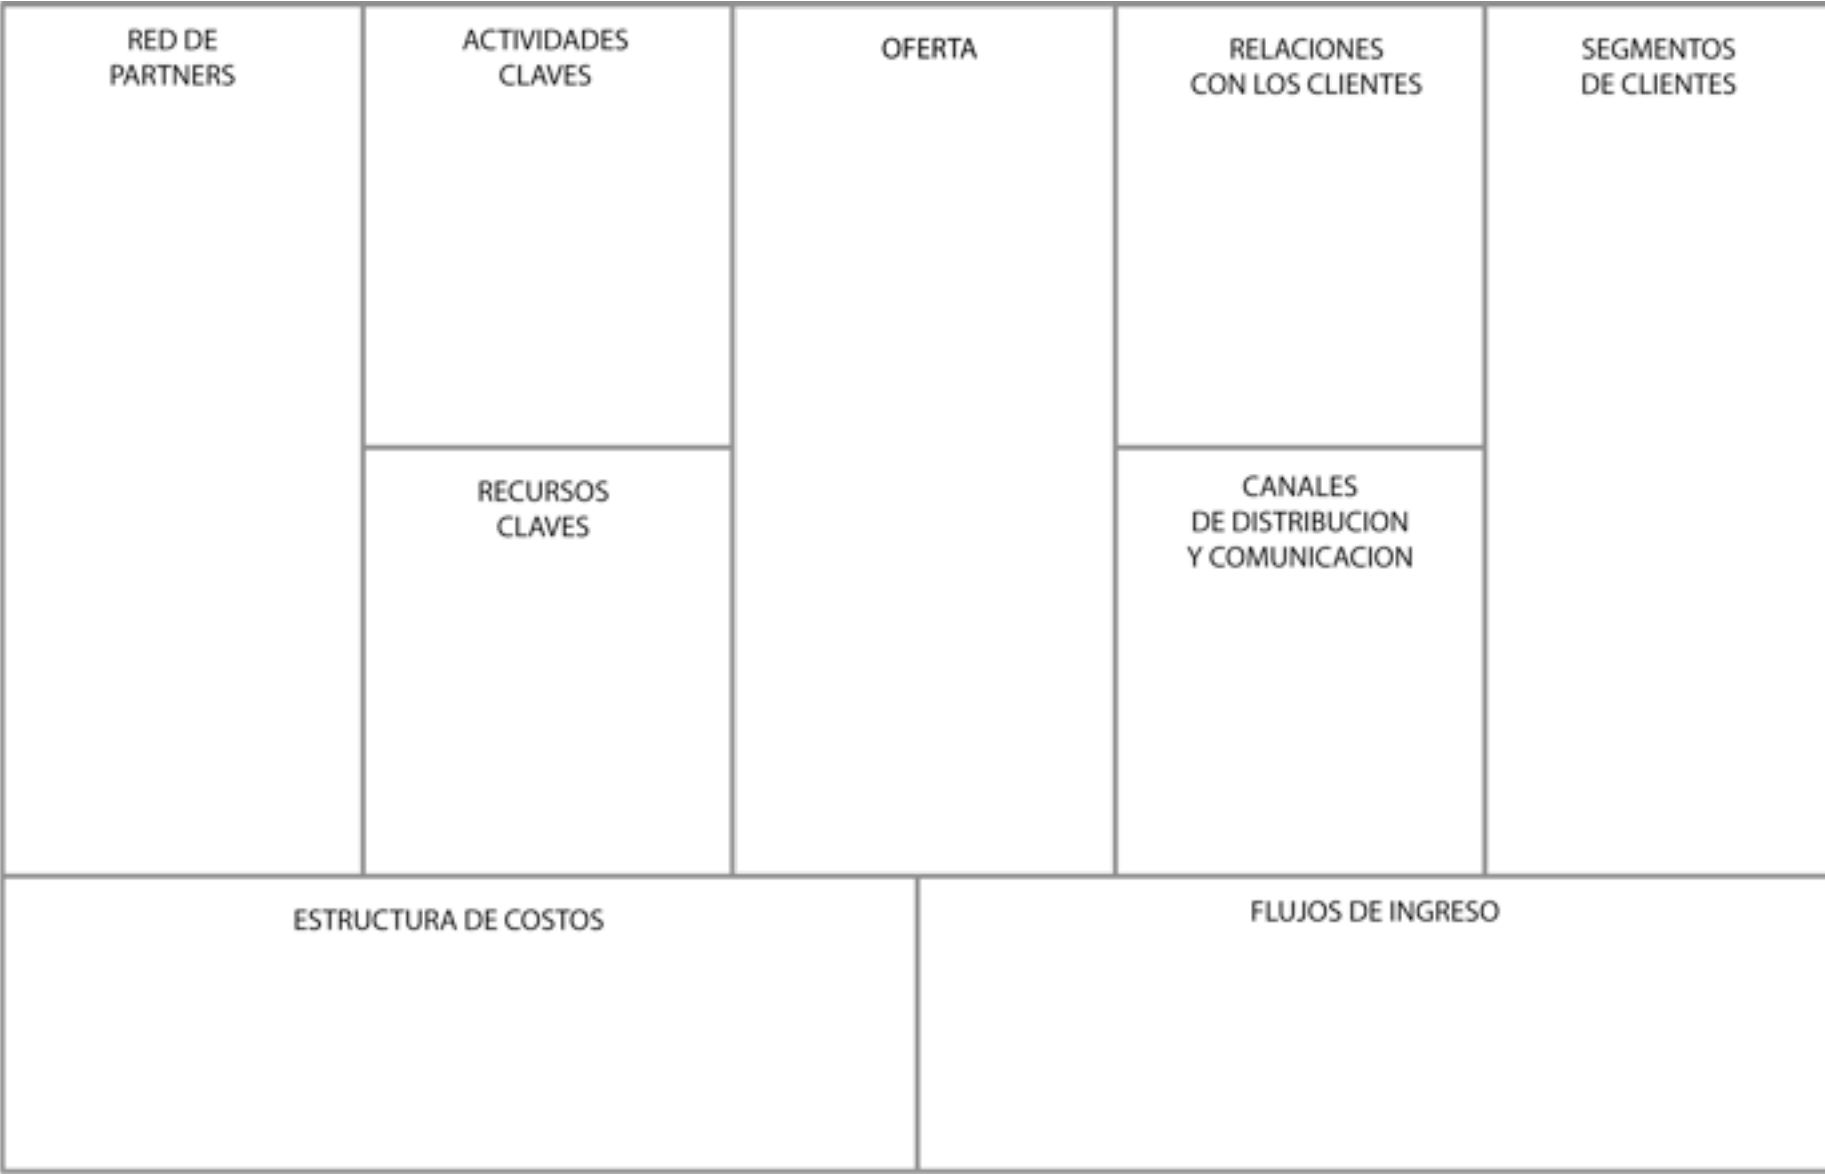 RED DE
PARTNERS
ACTIVIDADES
CLAVES
OFERTA
RELACIONES
CON LOS CLIENTES
SEGMENTOS
DE CLIENTES
RECURSOS
CLAVES
CANALES
DE DISTRIBUCION
Y COMUNICACION
ESTRUCTURA DE COSTOS
FLUJOS DE INGRESO